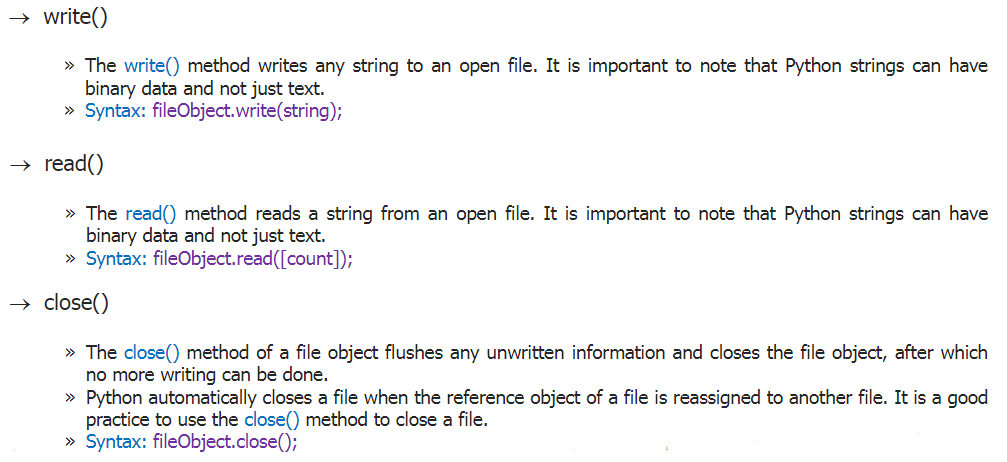 → write()
» The write() method writes any string to an open file. It is important to note that Python strings can have
binary data and not just text.
» Syntax: fileObject.write(string);
→ read()
» The read() method reads a string from an open file. It is important to note that Python strings can have
binary data and not just text.
» Syntax: fileObject.read([count]);
→ close()
» The close() method of a file object flushes any unwritten information and closes the file object, after which
no more writing can be done.
» Python automatically closes a file when the reference object of a file is reassigned to another file. It is a good
practice to use the close() method to close a file.
» Syntax: fileObject.close();